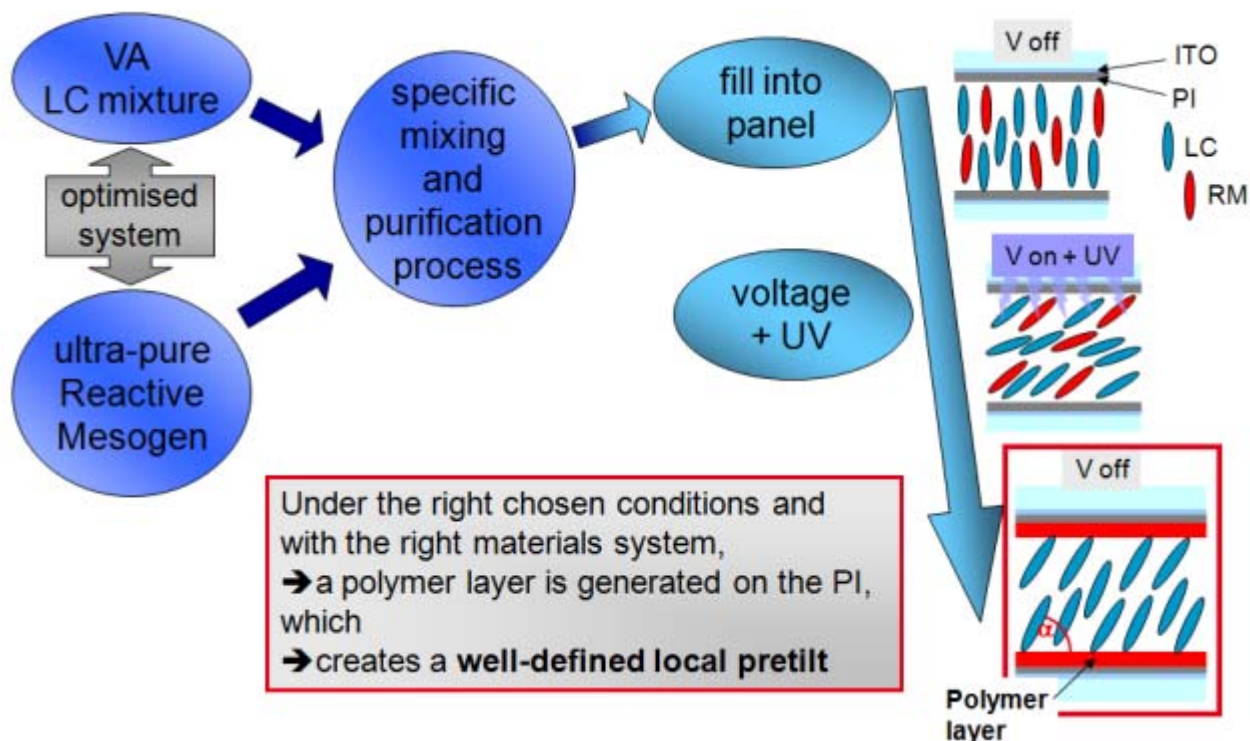 VA
LC mixture
optimised
system
ultra-pure
Reactive
Mesogen
specific
mixing
and
purification
process
fill into
panel
voltage
+ UV
V off
ITO
PI
LC
RM
V on + UV
V off
α
Polymer
layer
Under the right chosen conditions and
with the right materials system,
➔ a polymer layer is generated on the PI,
which
➔ creates a well-defined local pretilt